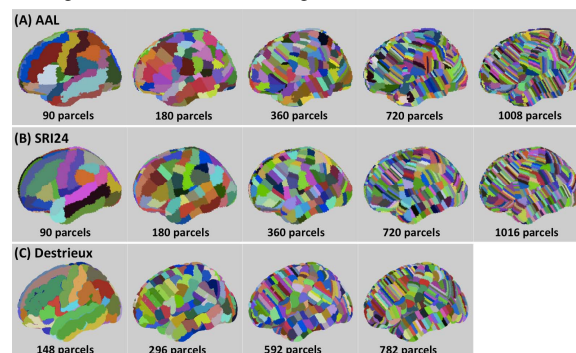 (A) AAL
90 parcels 180 parcels 360 parcels 720 parcels 1008 parcels
(B) SRI24
90 parcels 180 parcels 360 parcels 720 parcels 1016 parcels
(C) Destrieux
148 parcels 296 parcels 592 parcels 782 parcels